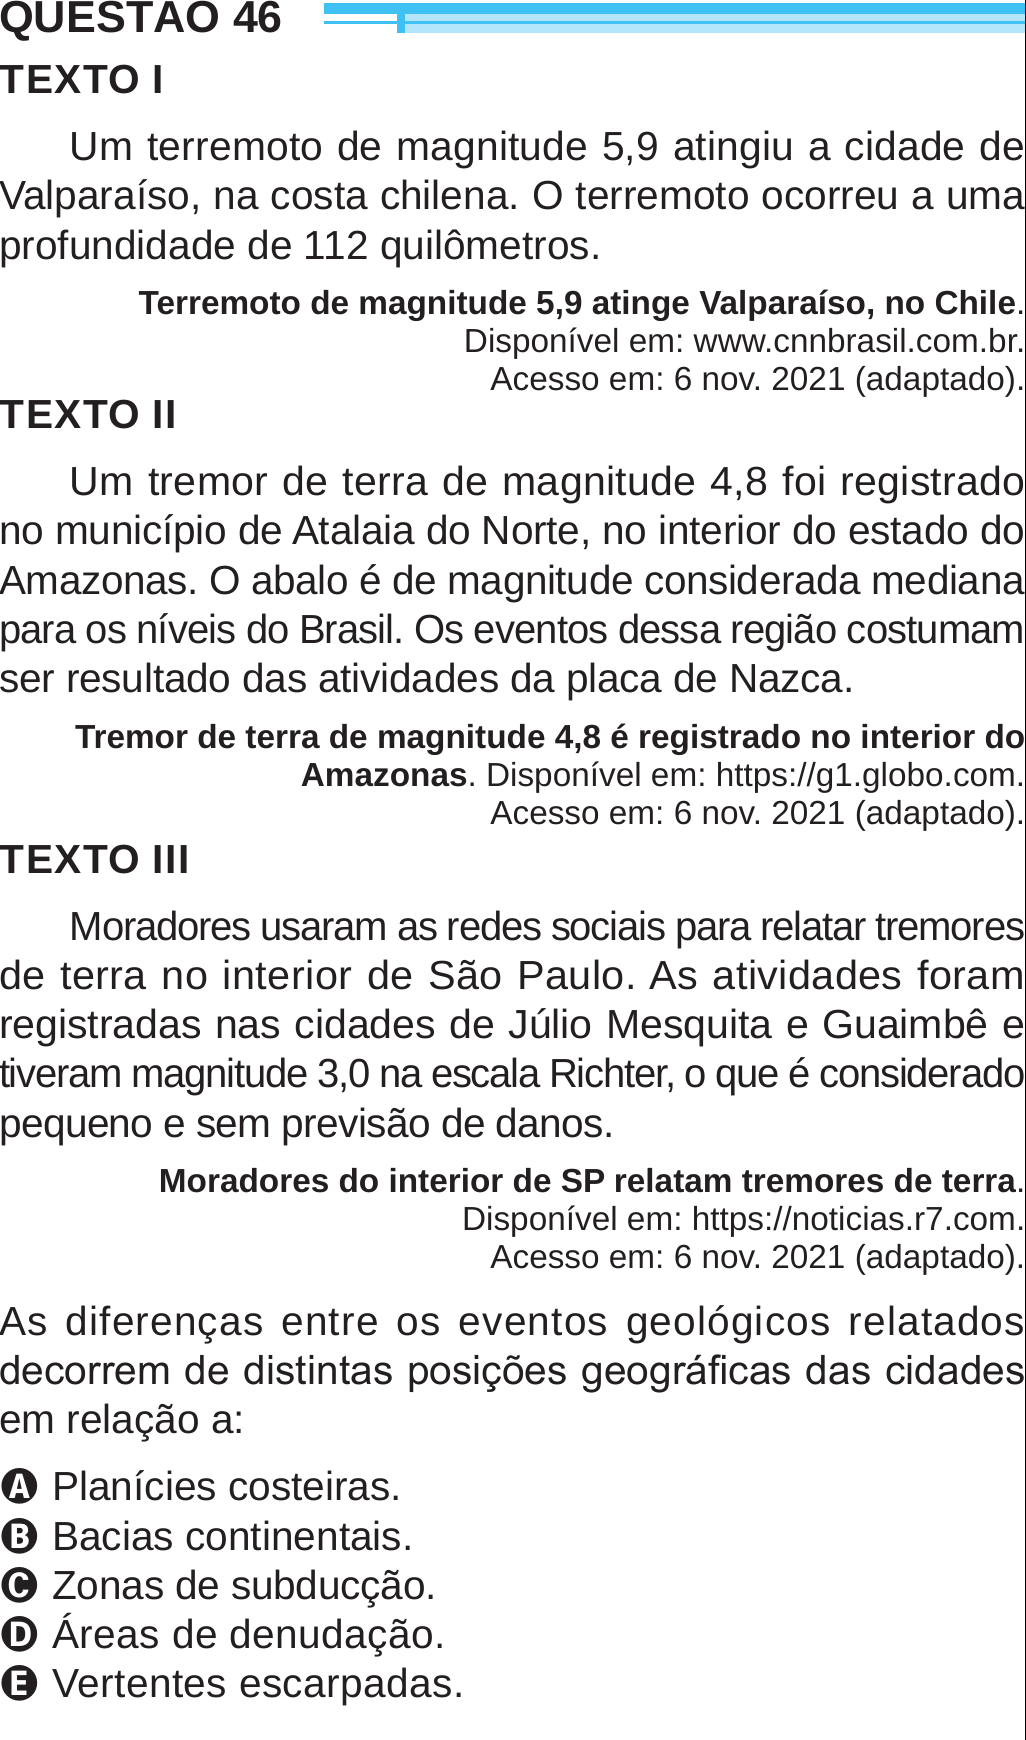 QUESTÃO 46
TEXTO I
Um terremoto de magnitude 5,9 atingiu a cidade de
Valparaíso, na costa chilena. O terremoto ocorreu a uma
profundidade de 112 quilômetros.
Terremoto de magnitude 5,9 atinge Valparaíso, no Chile.
Disponível em: www.cnnbrasil.com.br.
Acesso em: 6 nov. 2021 (adaptado).
TEXTO II
Um tremor de terra de magnitude 4,8 foi registrado
no município de Atalaia do Norte, no interior do estado do
Amazonas. O abalo é de magnitude considerada mediana
para os níveis do Brasil. Os eventos dessa região costumam
ser resultado das atividades da placa de Nazca.
Tremor de terra de magnitude 4,8 é registrado no interior do
Amazonas. Disponível em: https://g1.globo.com.
Acesso em: 6 nov. 2021 (adaptado).
TEXTO III
Moradores usaram as redes sociais para relatar tremores
de terra no interior de São Paulo. As atividades foram
registradas nas cidades de Júlio Mesquita e Guaimbê e
tiveram magnitude 3,0 na escala Richter, o que é considerado
pequeno e sem previsão de danos.
Moradores do interior de SP relatam tremores de terra.
Disponível em: https://noticias.r7.com.
Acesso em: 6 nov. 2021 (adaptado).
As diferenças entre os eventos geológicos relatados
decorrem de distintas posições geográficas das cidades
em relação a:
A Planícies costeiras.
B Bacias continentais.
C Zonas de subducção.
D Áreas de denudação.
E Vertentes escarpadas.